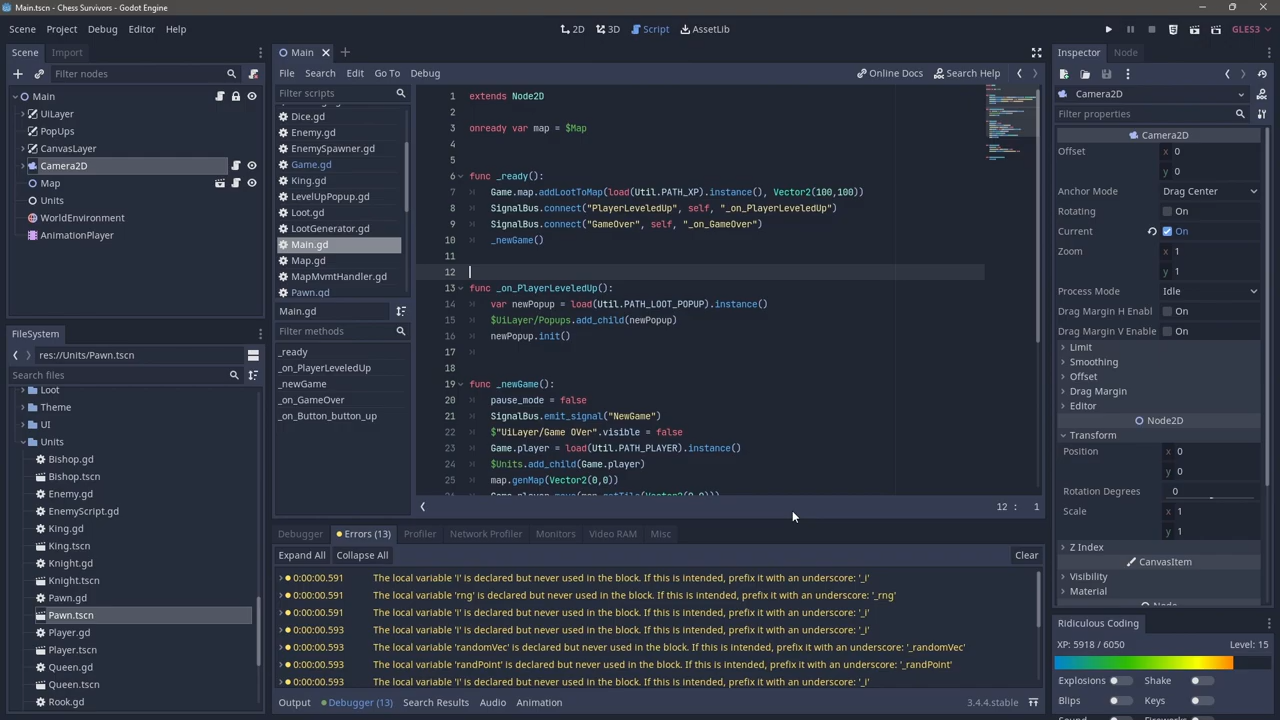 Main.tscn - Chess Survivors - Godot Engine
Scene Project Debug Editor Help
2D 3D Script AssetLib
GLES3
Scene Import
Filter nodes
Main
UiLayer
PopUps
CanvasLayer
Camera2D
Map
Units
WorldEnvironment
AnimationPlayer
FileSystem
res://Units/Pawn.tscn
Search files
Loot
Theme
UI
Units
Bishop.gd
Bishop.tscn
Enemy.gd
EnemyScript.gd
King.gd
King.tscn
Knight.gd
Knight.tscn
Pawn.gd
Pawn.tscn
Player.gd
Player.tscn
Queen.gd
Queen.tscn
Rook.gd
Main
File Search Edit Go To Debug
Online Docs Search Help
Filter scripts
Dice.gd
Enemy.gd
EnemySpawner.gd
Game.gd
King.gd
LevelUpPopup.gd
Loot.gd
LootGenerator.gd
Main.gd
Map.gd
MapMvmtHandler.gd
Pawn.gd
Main.gd
Filter methods
_ready
_on_PlayerLeveledUp
_newGame
_on_GameOver
_on_Button_button_up
1 extends Node2D
2
3 onready var map = $Map
4
5
6 func _ready():
7 Game.map.addLootToMap(load(Util.PATH_XP).instance(), Vector2(100,100))
8 SignalBus.connect("PlayerLeveledUp", self, "_on_PlayerLeveledUp")
9 SignalBus.connect("GameOver", self, "_on_GameOver")
10 _newGame()
11
12
13 func _on_PlayerLeveledUp():
14 var newPopup = load(Util.PATH_LOOT_POPUP).instance()
15 $UiLayer/Popups.add_child(newPopup)
16 newPopup.init()
17
18
19 func _newGame():
20 pause_mode = false
21 SignalBus.emit_signal("NewGame")
22 $"UiLayer/Game OVer".visible = false
23 Game.player = load(Util.PATH_PLAYER).instance()
24 $Units.add_child(Game.player)
25 map.genMap(Vector2(0,0))
12 : 1
Debugger Errors (13) Profiler Network Profiler Monitors Video RAM Misc
Expand All Collapse All Clear
0:00:00.591 The local variable 'i' is declared but never used in the block. If this is intended, prefix it with an underscore: '_i'
0:00:00.591 The local variable 'rng' is declared but never used in the block. If this is intended, prefix it with an underscore: '_rng'
0:00:00.591 The local variable 'i' is declared but never used in the block. If this is intended, prefix it with an underscore: '_i'
0:00:00.593 The local variable 'i' is declared but never used in the block. If this is intended, prefix it with an underscore: '_i'
0:00:00.593 The local variable 'randomVec' is declared but never used in the block. If this is intended, prefix it with an underscore: '_randomVec'
0:00:00.593 The local variable 'randPoint' is declared but never used in the block. If this is intended, prefix it with an underscore: '_randPoint'
0:00:00.593 The local variable 'i' is declared but never used in the block. If this is intended, prefix it with an underscore: '_i'
Output Debugger (13) Search Results Audio Animation
3.4.4.stable
Inspector Node
Camera2D
Filter properties
Camera2D
Offset x 0
y 0
Anchor Mode Drag Center
Rotating On
Current On
Zoom x 1
y 1
Process Mode Idle
Drag Margin H Enabl On
Drag Margin V Enable On
Limit
Smoothing
Offset
Drag Margin
Editor
Node2D
Transform
Position x 0
y 0
Rotation Degrees 0
Scale x 1
y 1
Z Index
CanvasItem
Visibility
Material
Ridiculous Coding
XP: 5918 / 6050 Level: 15
Explosions Shake
Blips Keys